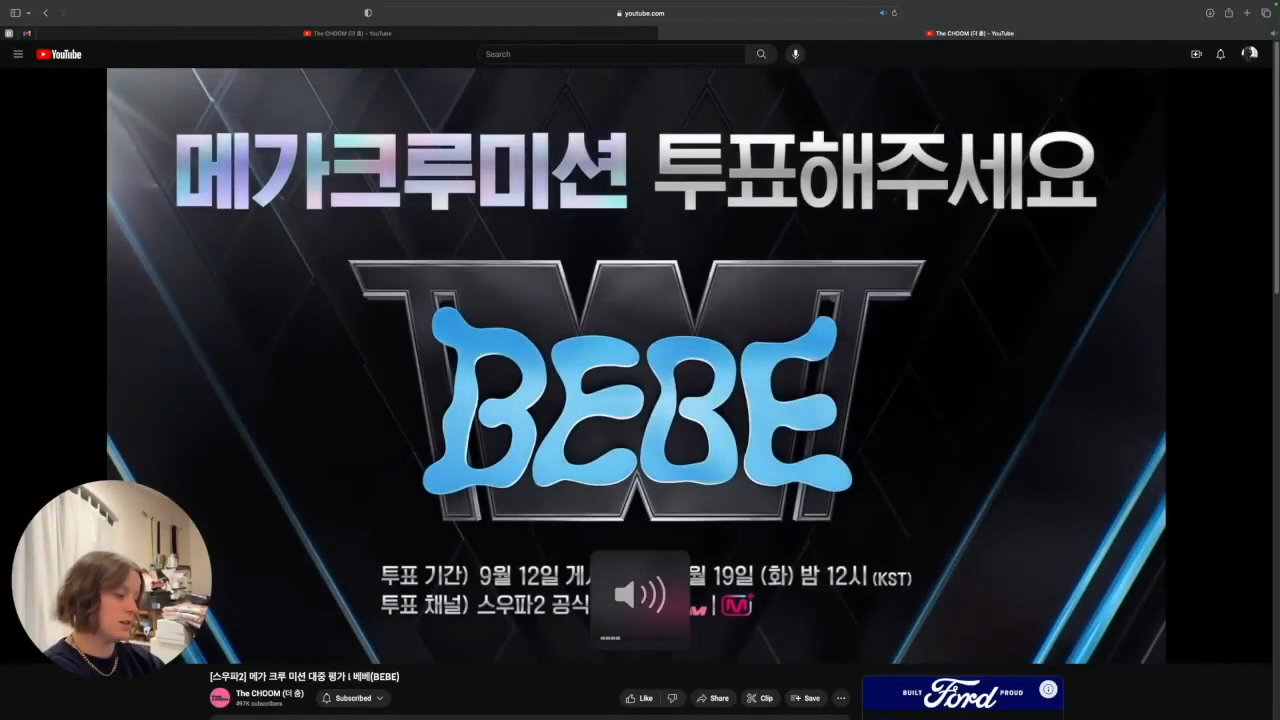 youtube.com
The CHOOM (더 춤) - YouTube
The CHOOM (더 춤) - YouTube
YouTube
Search
메가크루미션 투표해주세요
BEBE
투표 기간) 9월 12일 게 월 19일 (화) 밤 12시 (KST)
투표 채널) 스우파2 공식
[스우파2] 메가 크루 미션 대중 평가 l 베베(BEBE)
The CHOOM (더 춤)
497K subscribers
Subscribed
Like
Share
Clip
Save
BUILT Ford PROUD